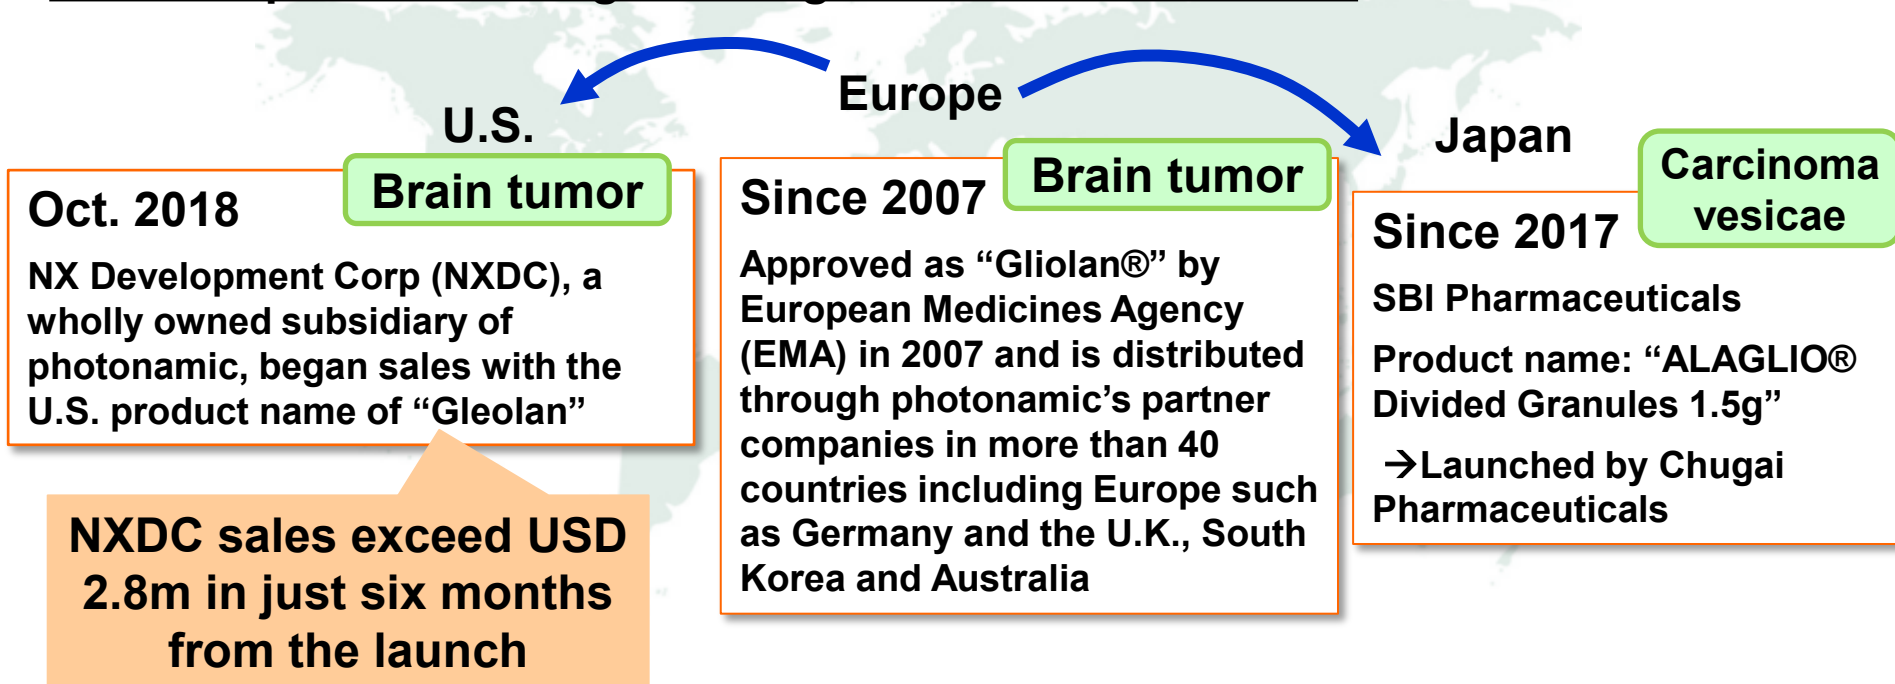 U.S.
Brain tumor
Oct. 2018
NX Development Corp (NXDC), a
wholly owned subsidiary of
photonamic, began sales with the
U.S. product name of “Gleolan”
NXDC sales exceed USD
2.8m in just six months
from the launch
Europe
Brain tumor
Since 2007
Approved as “Gliolan®” by
European Medicines Agency
(EMA) in 2007 and is distributed
through photonamic’s partner
companies in more than 40
countries including Europe such
as Germany and the U.K., South
Korea and Australia
Japan
Carcinoma
vesicae
Since 2017
SBI Pharmaceuticals
Product name: “ALAGLIO®
Divided Granules 1.5g”
→Launched by Chugai
Pharmaceuticals